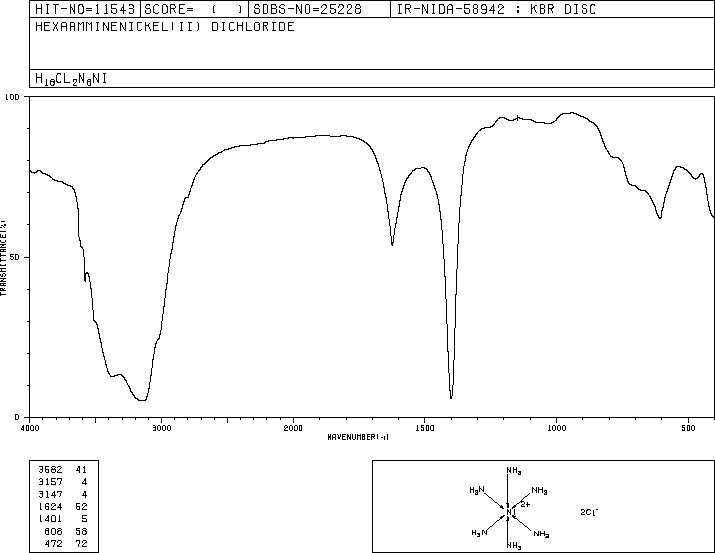 HIT-NO=11543 SCORE= ( ) SDBS-NO=25228 IR-NIDA-58942 : KBR DISC
HEXAAMMINENICKEL(II) DICHLORIDE
H18CL2N6NI
100
50
0
TRANSMITTANCE(%)
4000 3000 2000 1500 1000 500
WAVENUMBER(-1)
3582 41
3157 4
3147 4
1624 52
1401 5
608 58
472 72
NH3
H3N NH3
Ni 2+ 2Cl-
H3N NH3
NH3